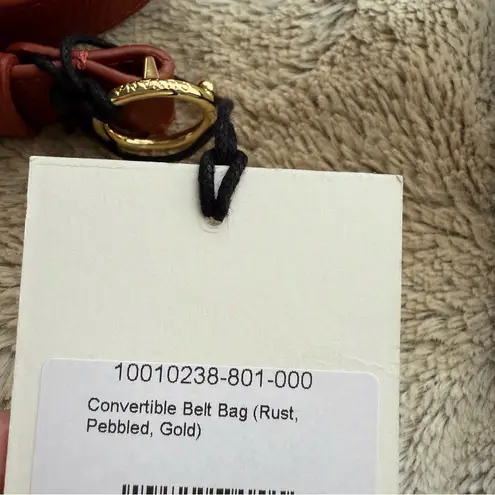 10010238-801-000
Convertible Belt Bag (Rust,
Pebbled, Gold)